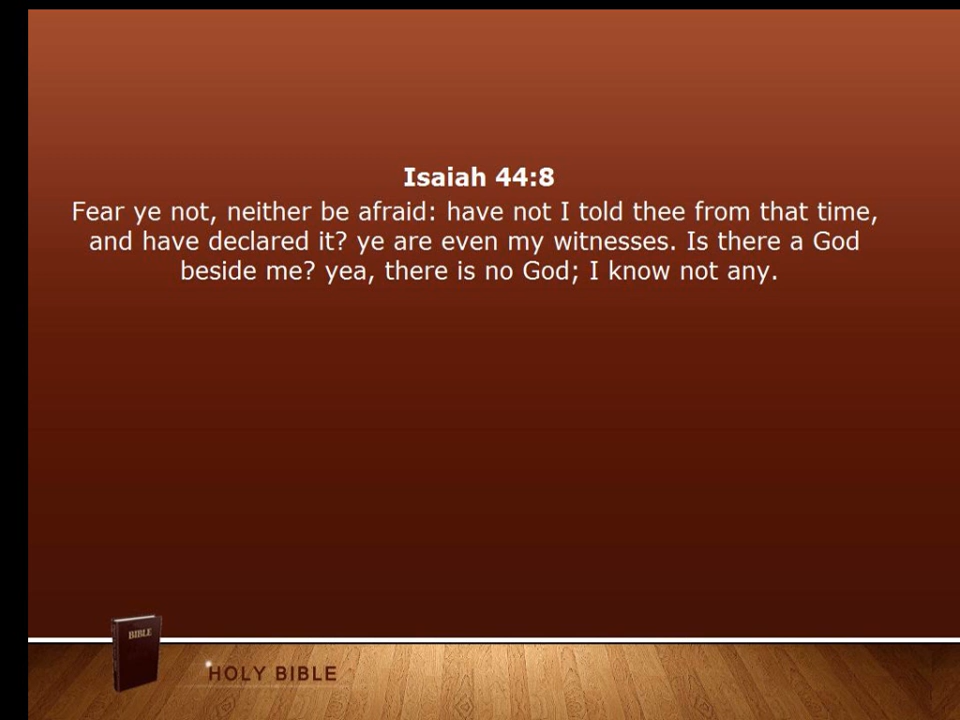 Isaiah 44:8
Fear ye not, neither be afraid: have not I told thee from that time,
and have declared it? ye are even my witnesses. Is there a God
beside me? yea, there is no God; I know not any.
BIBLE
HOLY BIBLE